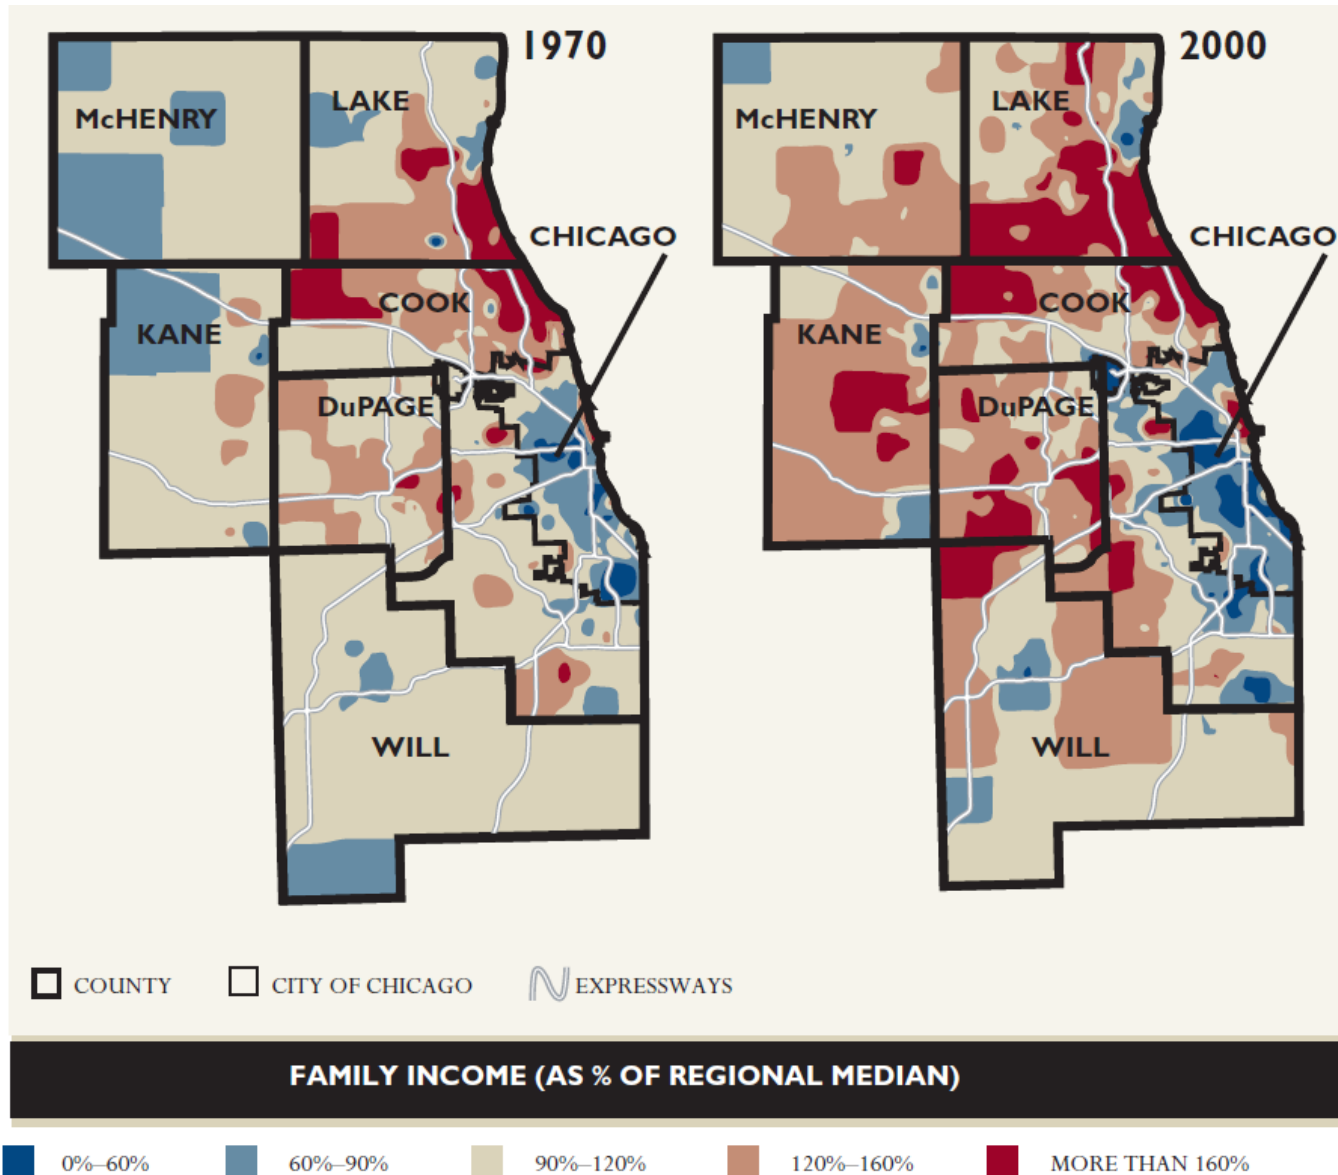 1970
2000
McHENRY
LAKE
CHICAGO
COOK
KANE
DuPAGE
WILL
McHENRY
LAKE
CHICAGO
COOK
KANE
DuPAGE
WILL
COUNTY
CITY OF CHICAGO
EXPRESSWAYS
FAMILY INCOME (AS % OF REGIONAL MEDIAN)
0%–60%
60%–90%
90%–120%
120%–160%
MORE THAN 160%